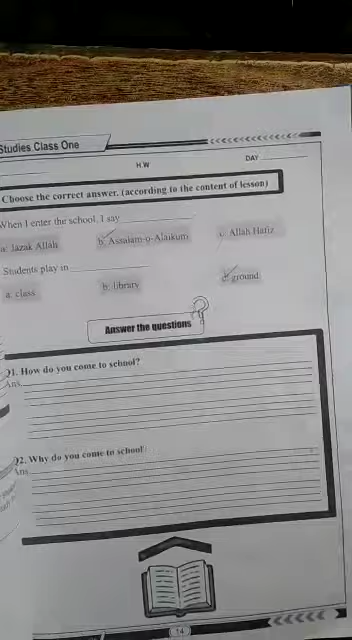 Studies Class One
H.W
DAY
Choose the correct answer. (according to the content of lesson)
When I enter the school, I say
a: Jazak Allah b: Assalam-o-Alaikum c: Allah Hafiz
Students play in
a: class b: library c: ground
Answer the questions
Q1. How do you come to school?
Ans.
Q2. Why do you come to school?
Ans.
14